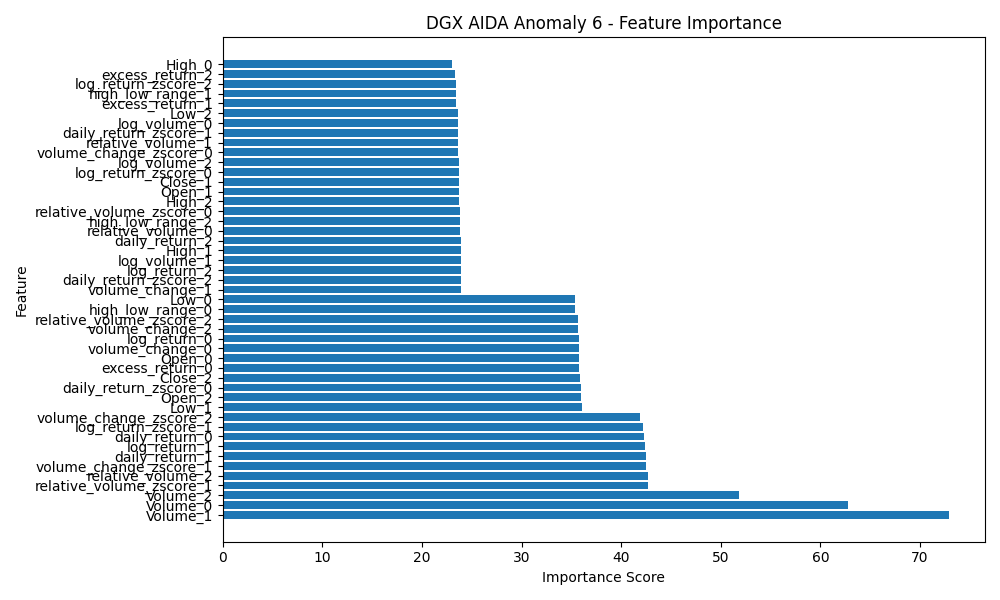 DGX AIDA Anomaly 6 - Feature Importance
High_0
excess_return_2
log_return_zscore_2
high_low_range_1
excess_return_1
Low_2
log_volume_0
daily_return_zscore_1
relative_volume_1
volume_change_zscore_0
log_volume_2
log_return_zscore_0
Close_1
Open_1
High_2
relative_volume_zscore_0
high_low_range_2
relative_volume_0
daily_return_2
High_1
log_volume_1
log_return_2
daily_return_zscore_2
volume_change_1
Low_0
high_low_range_0
relative_volume_zscore_2
volume_change_2
log_return_0
volume_change_0
Open_0
excess_return_0
Close_2
daily_return_zscore_0
Open_2
Low_1
volume_change_zscore_2
log_return_zscore_1
daily_return_0
log_return_1
daily_return_1
volume_change_zscore_1
relative_volume_2
relative_volume_zscore_1
Volume_2
Volume_0
Volume_1
Feature
0 10 20 30 40 50 60 70
Importance Score